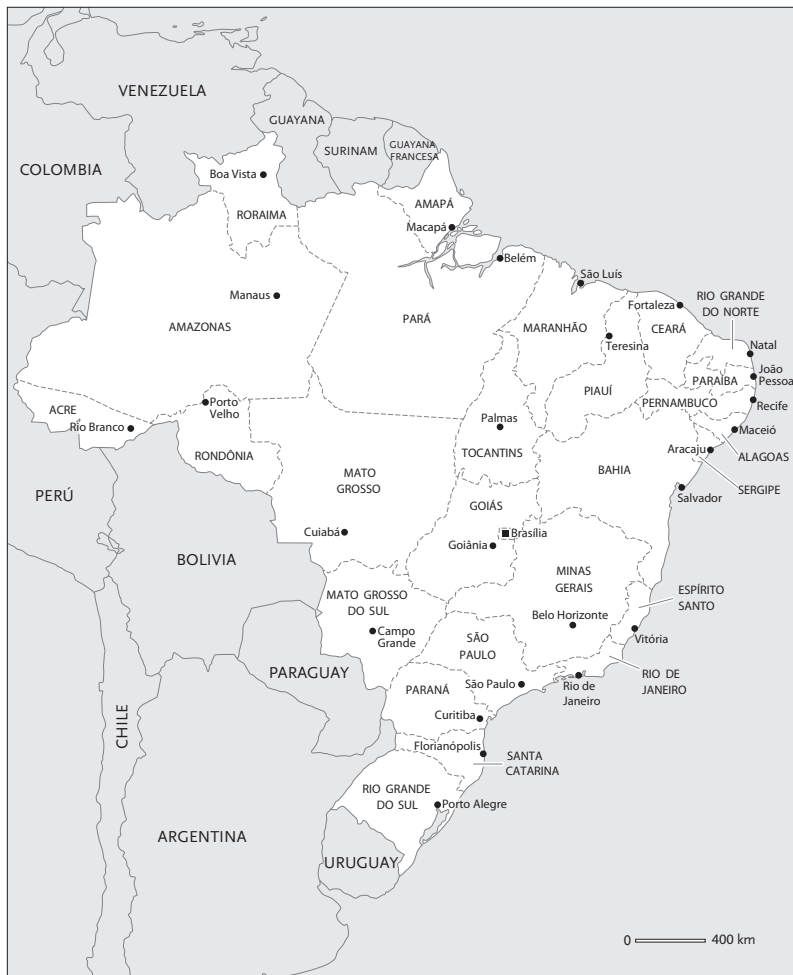 VENEZUELA
GUAYANA
SURINAM
GUAYANA
FRANCESA
COLOMBIA
Boa Vista
RORAIMA
AMAPÁ
Macapá
Belém
São Luís
Manaus
AMAZONAS
PARÁ
MARANHÃO
Teresina
Fortaleza
CEARÁ
RIO GRANDE
DO NORTE
Natal
João
Pessoa
PARAÍBA
PIAUÍ
PERNAMBUCO
Recife
ACRE
Río Branco
Porto
Velho
RONDÔNIA
Palmas
TOCANTINS
Maceió
Aracaju
ALAGOAS
SERGIPE
BAHIA
Salvador
PERÚ
MATO
GROSSO
Cuiabá
GOIÁS
Brasília
Goiânia
BOLIVIA
MINAS
GERAIS
Belo Horizonte
ESPÍRITO
SANTO
Vitória
MATO GROSSO
DO SUL
Campo
Grande
SÃO
PAULO
São Paulo
Rio de
Janeiro
RIO DE
JANEIRO
PARAGUAY
PARANÁ
Curitiba
CHILE
Florianópolis
SANTA
CATARINA
RIO GRANDE
DO SUL
Porto Alegre
ARGENTINA
URUGUAY
0 400 km